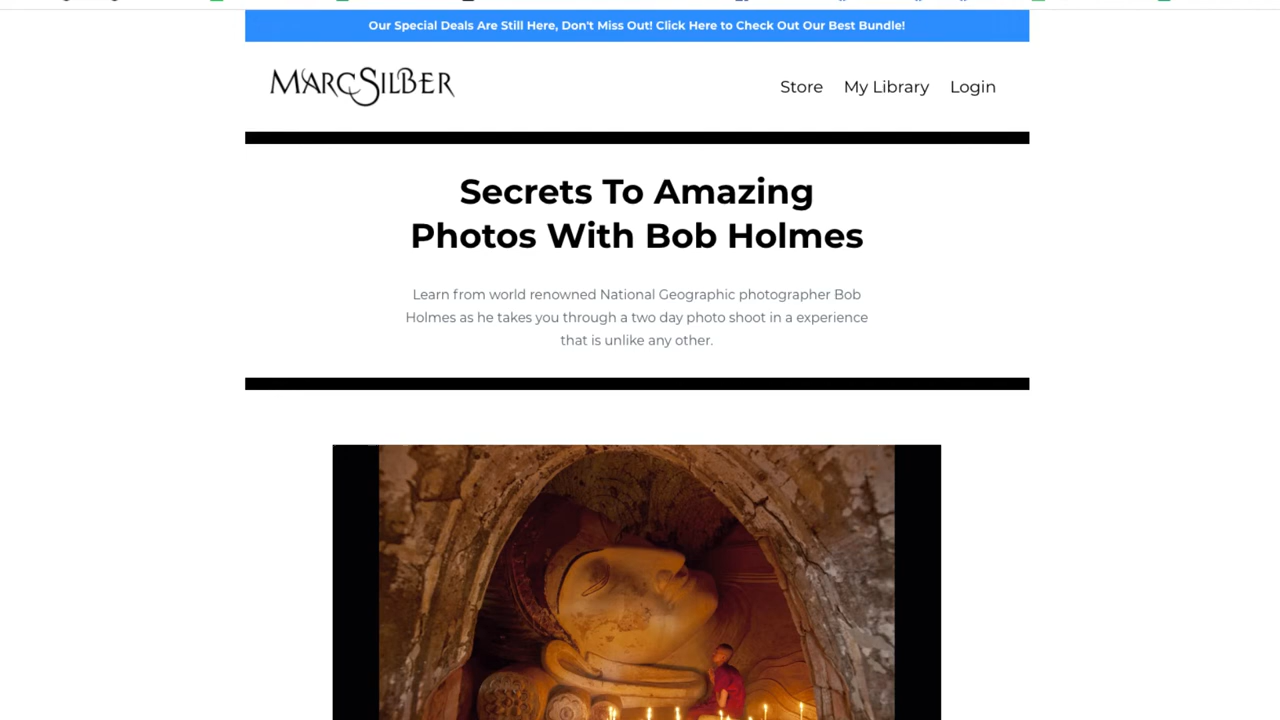 Our Special Deals Are Still Here, Don't Miss Out! Click Here to Check Out Our Best Bundle!
MARCSILBER
Store My Library Login
Secrets To Amazing
Photos With Bob Holmes
Learn from world renowned National Geographic photographer Bob
Holmes as he takes you through a two day photo shoot in a experience
that is unlike any other.